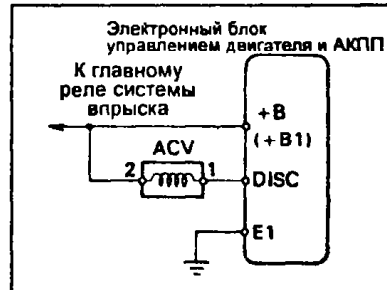 Электронный блок
управлением двигателя и АКПП
К главному
реле системы
впрыска
+B
(+B1)
ACV
2
1
DISC
E1